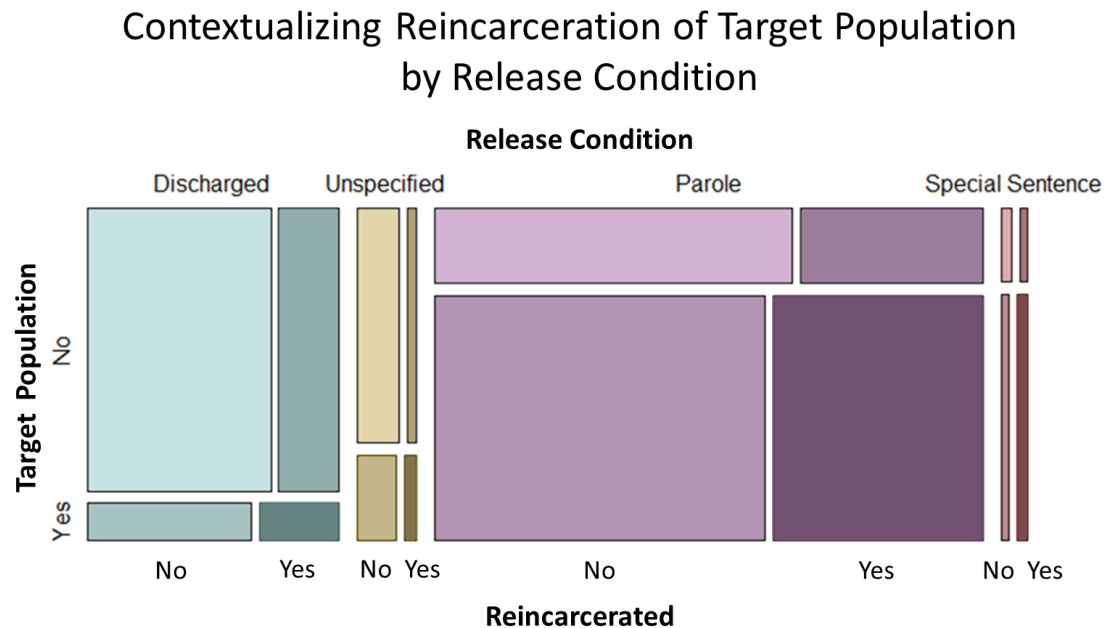 Contextualizing Reincarceration of Target Population
by Release Condition
Release Condition
Discharged Unspecified Parole Special Sentence
Target Population
No
Yes
No Yes No Yes No Yes No Yes
Reincarcerated